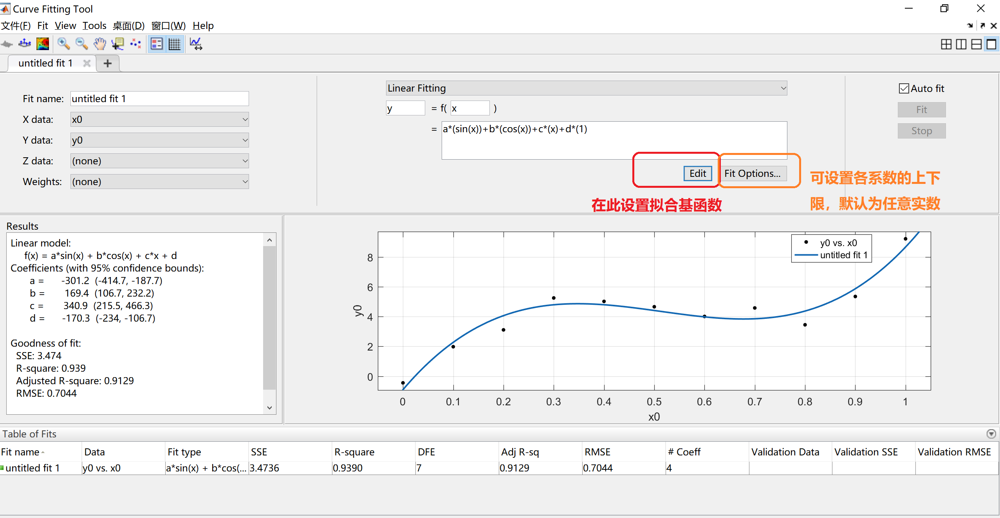 Curve Fitting Tool
文件(F) Fit View Tools 桌面(D) 窗口(W) Help
untitled fit 1
Fit name: untitled fit 1
X data: x0
Y data: y0
Z data: (none)
Weights: (none)
Linear Fitting
y = f( x )
= a*(sin(x))+b*(cos(x))+c*(x)+d*(1)
Edit Fit Options...
Auto fit
Fit
Stop
在此设置拟合基函数
可设置各系数的上下
限，默认为任意实数
Results
Linear model:
f(x) = a*sin(x) + b*cos(x) + c*x + d
Coefficients (with 95% confidence bounds):
a = -301.2 (-414.7, -187.7)
b = 169.4 (106.7, 232.2)
c = 340.9 (215.5, 466.3)
d = -170.3 (-234, -106.7)
Goodness of fit:
SSE: 3.474
R-square: 0.939
Adjusted R-square: 0.9129
RMSE: 0.7044
y0 vs. x0
untitled fit 1
8
6
4
2
0
y0
0 0.1 0.2 0.3 0.4 0.5 0.6 0.7 0.8 0.9 1
x0
Table of Fits
Fit name Data Fit type SSE R-square DFE Adj R-sq RMSE # Coeff Validation Data Validation SSE Validation RMSE
untitled fit 1 y0 vs. x0 a*sin(x) + b*cos(... 3.4736 0.9390 7 0.9129 0.7044 4